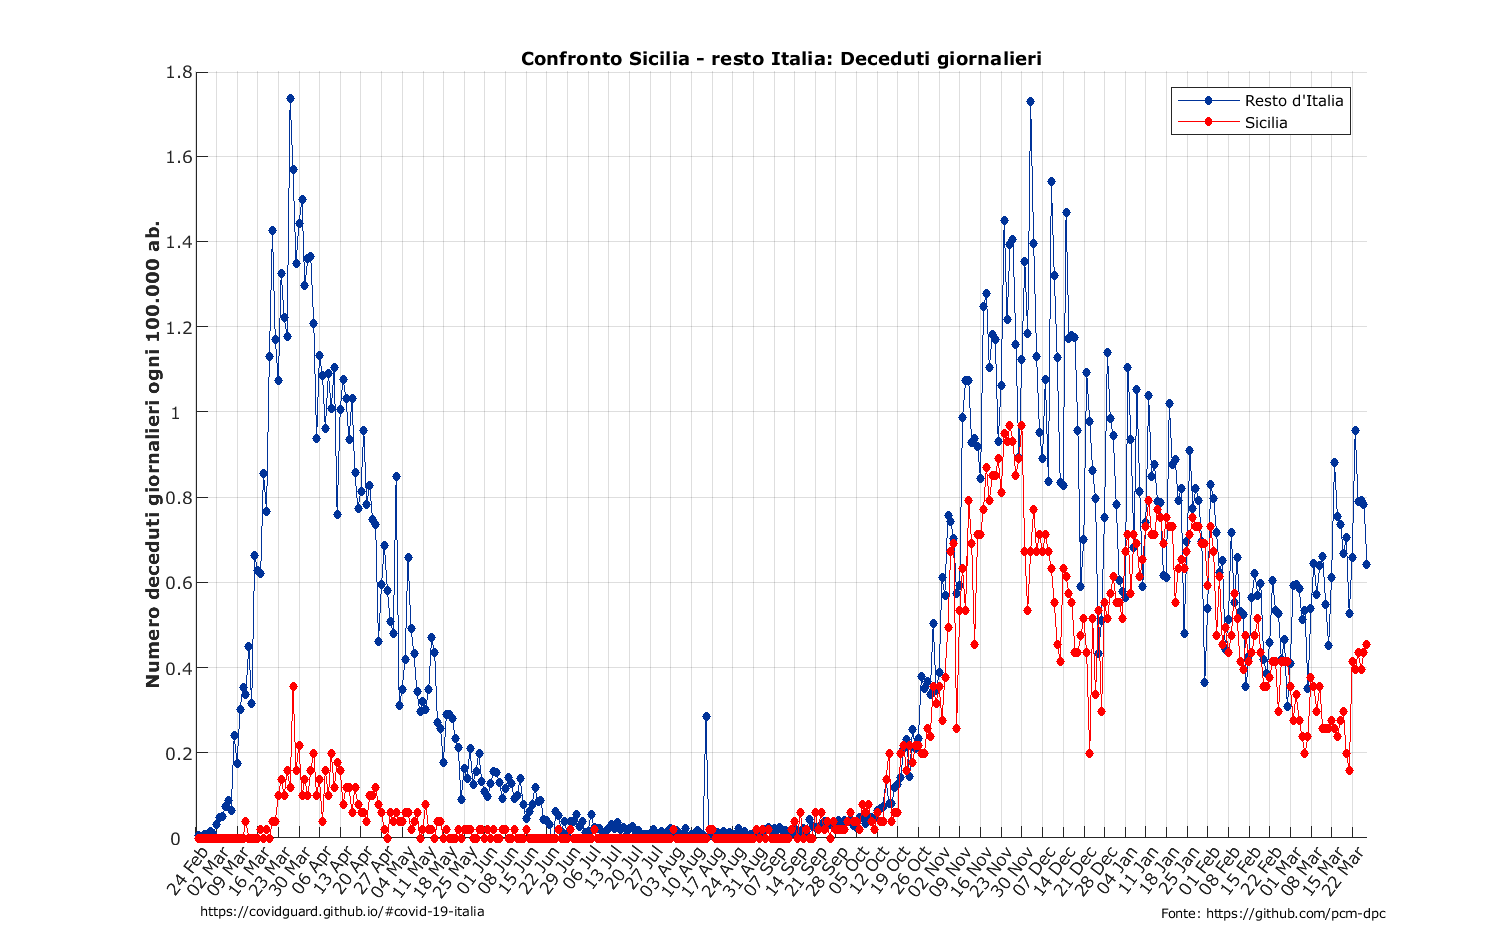 Confronto Sicilia - resto Italia: Deceduti giornalieri
Numero deceduti giornalieri ogni 100.000 ab.
1.8
1.6
1.4
1.2
1
0.8
0.6
0.4
0.2
0
Resto d'Italia
Sicilia
24 Feb
02 Mar
09 Mar
16 Mar
23 Mar
30 Mar
06 Apr
13 Apr
20 Apr
27 Apr
04 May
11 May
18 May
25 May
01 Jun
08 Jun
15 Jun
22 Jun
29 Jun
06 Jul
13 Jul
20 Jul
27 Jul
03 Aug
10 Aug
17 Aug
24 Aug
31 Aug
07 Sep
14 Sep
21 Sep
28 Sep
05 Oct
12 Oct
19 Oct
26 Oct
02 Nov
09 Nov
16 Nov
23 Nov
30 Nov
07 Dec
14 Dec
21 Dec
28 Dec
04 Jan
11 Jan
18 Jan
25 Jan
01 Feb
08 Feb
15 Feb
22 Feb
01 Mar
08 Mar
15 Mar
22 Mar
https://covidguard.github.io/#covid-19-italia
Fonte: https://github.com/pcm-dpc